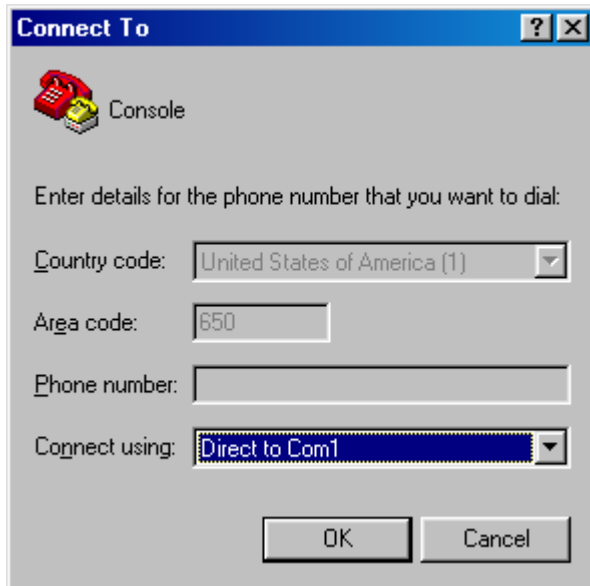 Connect To
Console
Enter details for the phone number that you want to dial:
Country code: United States of America (1)
Area code: 650
Phone number:
Connect using: Direct to Com1
OK Cancel